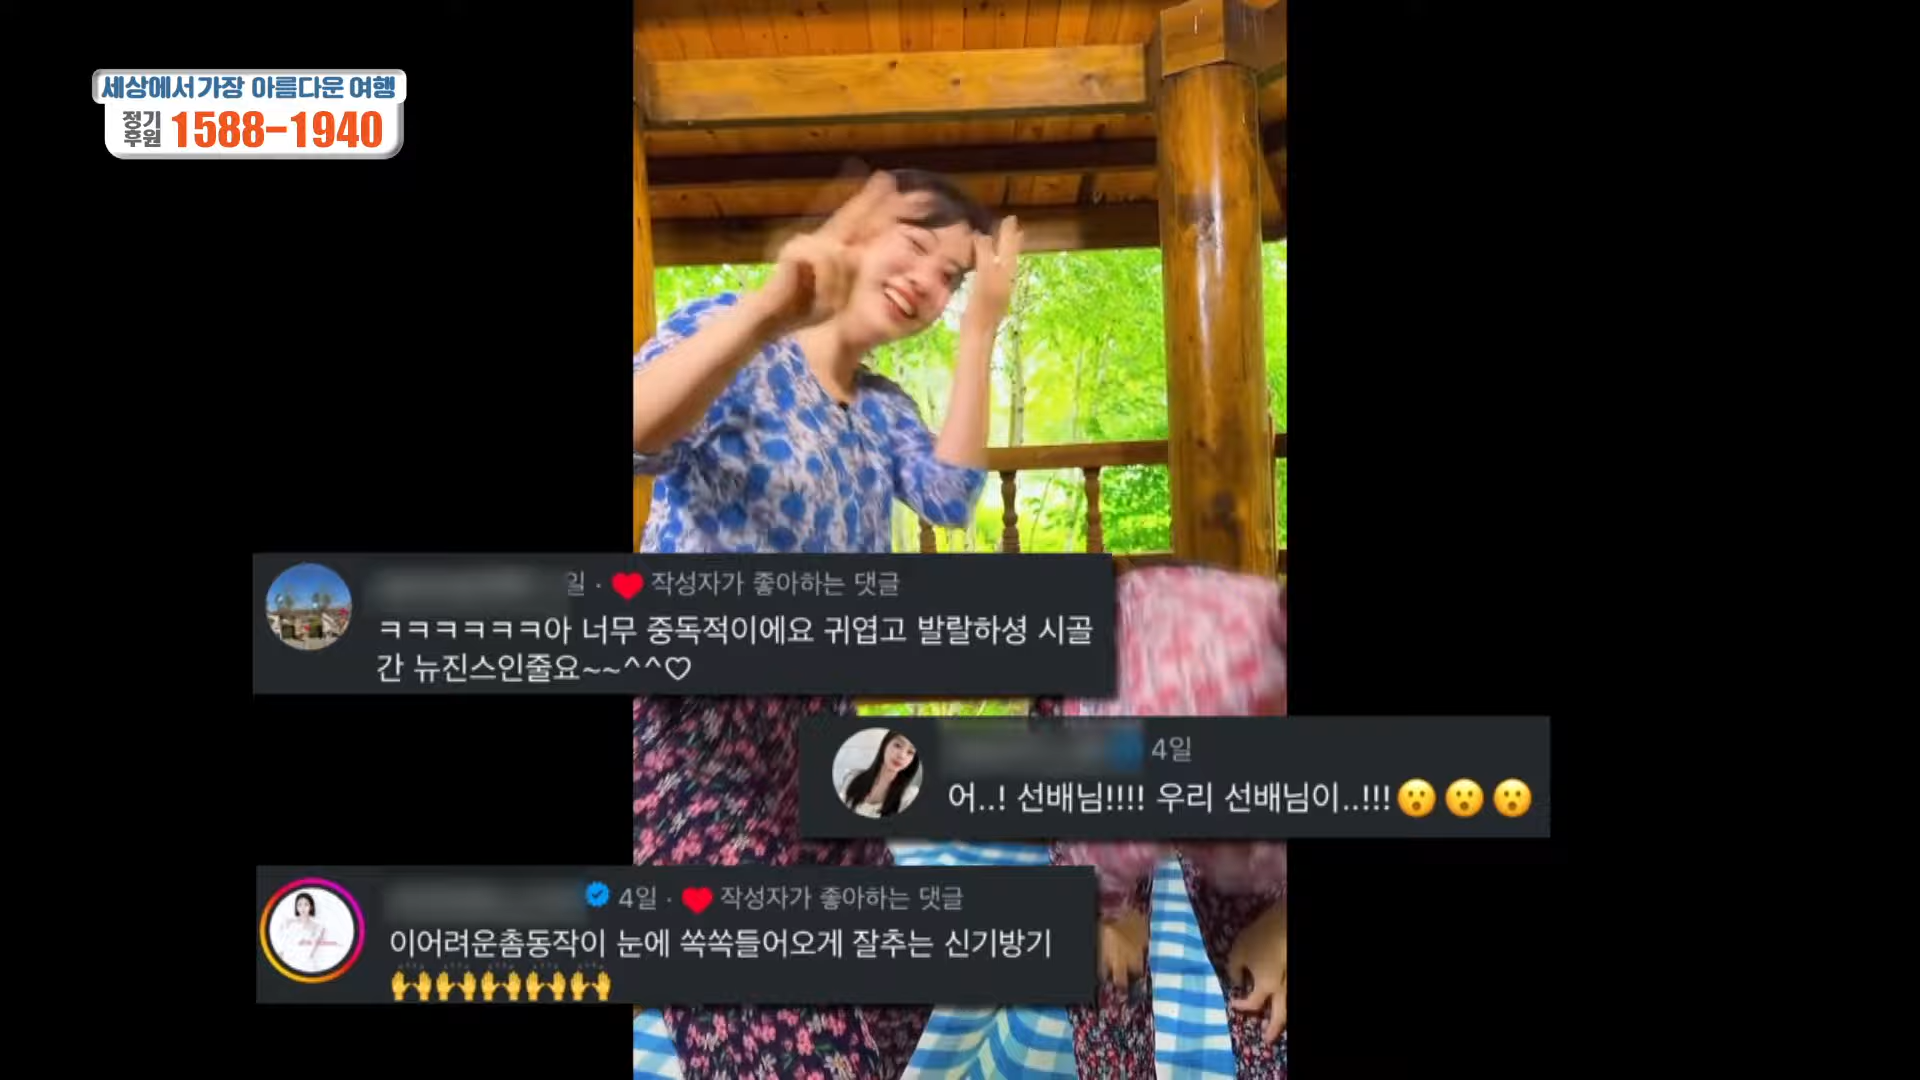 세상에서 가장 아름다운 여행
정기
후원
1588-1940
일 · ❤️ 작성자가 좋아하는 댓글
ㅋㅋㅋㅋㅋㅋ아 너무 중독적이에요 귀엽고 발랄하셩 시골
간 뉴진스인줄요~~^^♡
4일
어..! 선배님!!!! 우리 선배님이..!!!😮😮😮
4일 · ❤️ 작성자가 좋아하는 댓글
이어려운촘동작이 눈에 쏙쏙들어오게 잘추는 신기방기
🙌🙌🙌🙌🙌